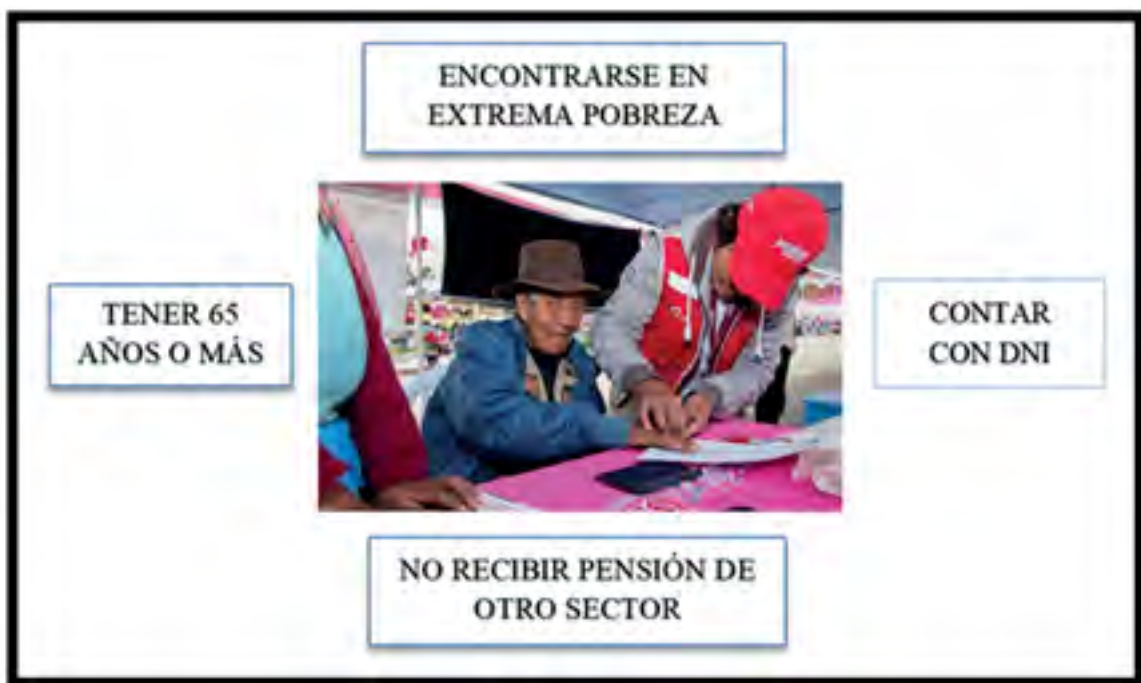 ENCONTRARSE EN
EXTREMA POBREZA
TENER 65
AÑOS O MÁS
CONTAR
CON DNI
NO RECIBIR PENSIÓN DE
OTRO SECTOR